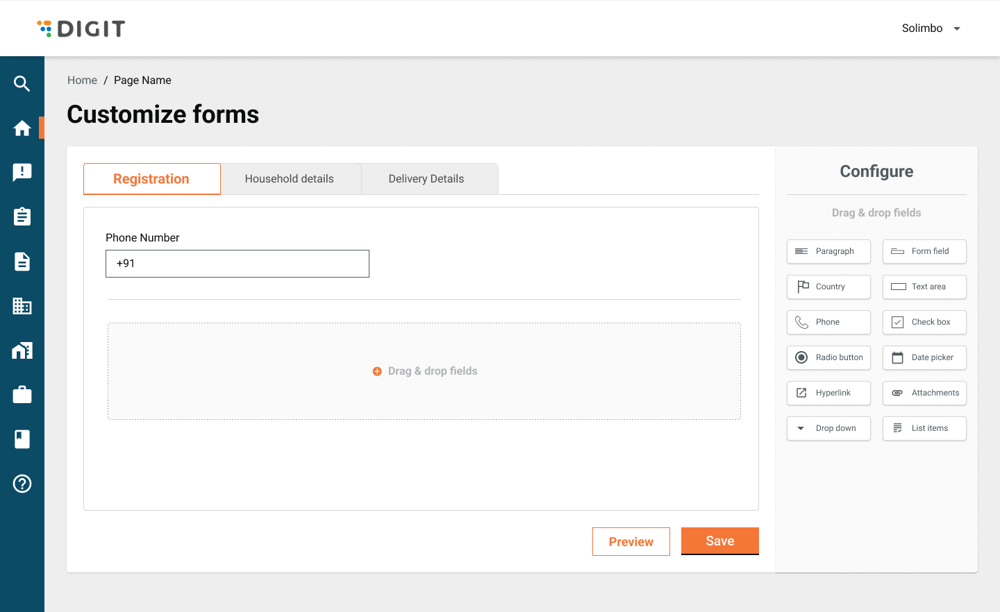 DIGIT
Solimbo
Home / Page Name
Customize forms
Registration
Household details
Delivery Details
Phone Number
+91
Drag & drop fields
Preview
Save
Configure
Drag & drop fields
Paragraph
Form field
Country
Text area
Phone
Check box
Radio button
Date picker
Hyperlink
Attachments
Drop down
List items